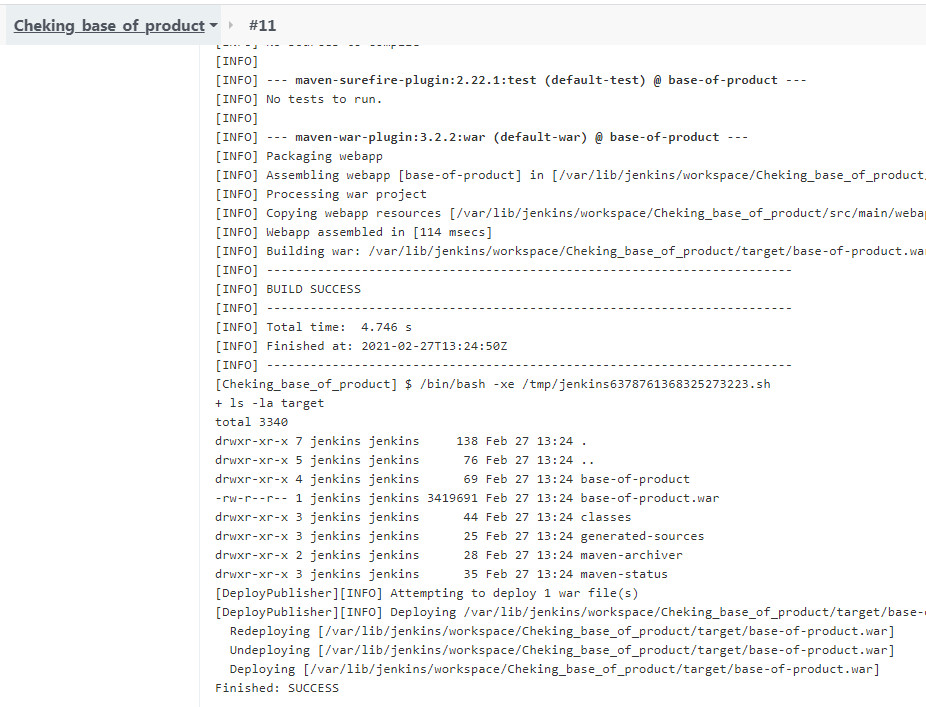 Cheking_base_of_product #11
[INFO] No sources to compile
[INFO]
[INFO] --- maven-surefire-plugin:2.22.1:test (default-test) @ base-of-product ---
[INFO] No tests to run.
[INFO]
[INFO] --- maven-war-plugin:3.2.2:war (default-war) @ base-of-product ---
[INFO] Packaging webapp
[INFO] Assembling webapp [base-of-product] in [/var/lib/jenkins/workspace/Cheking_base_of_product/
[INFO] Processing war project
[INFO] Copying webapp resources [/var/lib/jenkins/workspace/Cheking_base_of_product/src/main/webap
[INFO] Webapp assembled in [114 msecs]
[INFO] Building war: /var/lib/jenkins/workspace/Cheking_base_of_product/target/base-of-product.war
[INFO] ------------------------------------------------------------------------
[INFO] BUILD SUCCESS
[INFO] ------------------------------------------------------------------------
[INFO] Total time:  4.746 s
[INFO] Finished at: 2021-02-27T13:24:50Z
[INFO] ------------------------------------------------------------------------
[Cheking_base_of_product] $ /bin/bash -xe /tmp/jenkins6378761368325273223.sh
+ ls -la target
total 3340
drwxr-xr-x 7 jenkins jenkins     138 Feb 27 13:24 .
drwxr-xr-x 5 jenkins jenkins      76 Feb 27 13:24 ..
drwxr-xr-x 4 jenkins jenkins      69 Feb 27 13:24 base-of-product
-rw-r--r-- 1 jenkins jenkins 3419691 Feb 27 13:24 base-of-product.war
drwxr-xr-x 3 jenkins jenkins      44 Feb 27 13:24 classes
drwxr-xr-x 3 jenkins jenkins      25 Feb 27 13:24 generated-sources
drwxr-xr-x 2 jenkins jenkins      28 Feb 27 13:24 maven-archiver
drwxr-xr-x 3 jenkins jenkins      35 Feb 27 13:24 maven-status
[DeployPublisher][INFO] Attempting to deploy 1 war file(s)
[DeployPublisher][INFO] Deploying /var/lib/jenkins/workspace/Cheking_base_of_product/target/base-
  Redeploying [/var/lib/jenkins/workspace/Cheking_base_of_product/target/base-of-product.war]
  Undeploying [/var/lib/jenkins/workspace/Cheking_base_of_product/target/base-of-product.war]
  Deploying [/var/lib/jenkins/workspace/Cheking_base_of_product/target/base-of-product.war]
Finished: SUCCESS